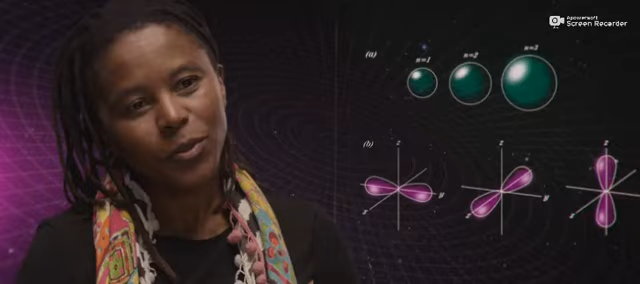 Apowersoft
Screen Recorder
(a)
n=1
n=2
n=3
(b)
z
z
z
y
y
x
x
x